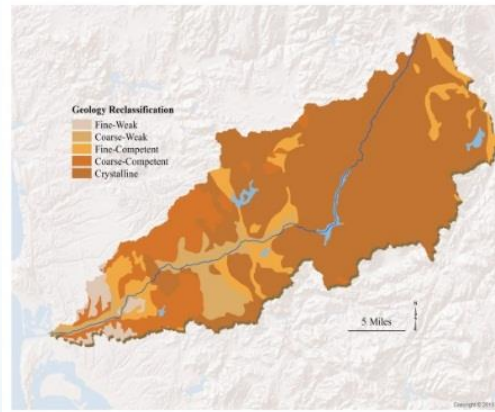 Geology Reclassification
Fine-Weak
Coarse-Weak
Fine-Competent
Coarse-Competent
Crystalline
5 Miles
N